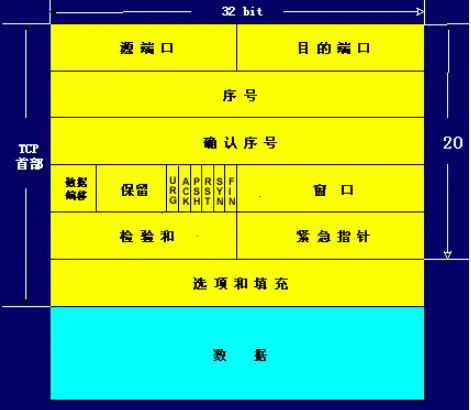 32 bit
源端口 目的端口
序号
TCP
首部
确认序号
20
数据
偏移
保留
URG
ACK
PSH
RST
SYN
FIN
窗口
检验和 紧急指针
选项和填充
数据